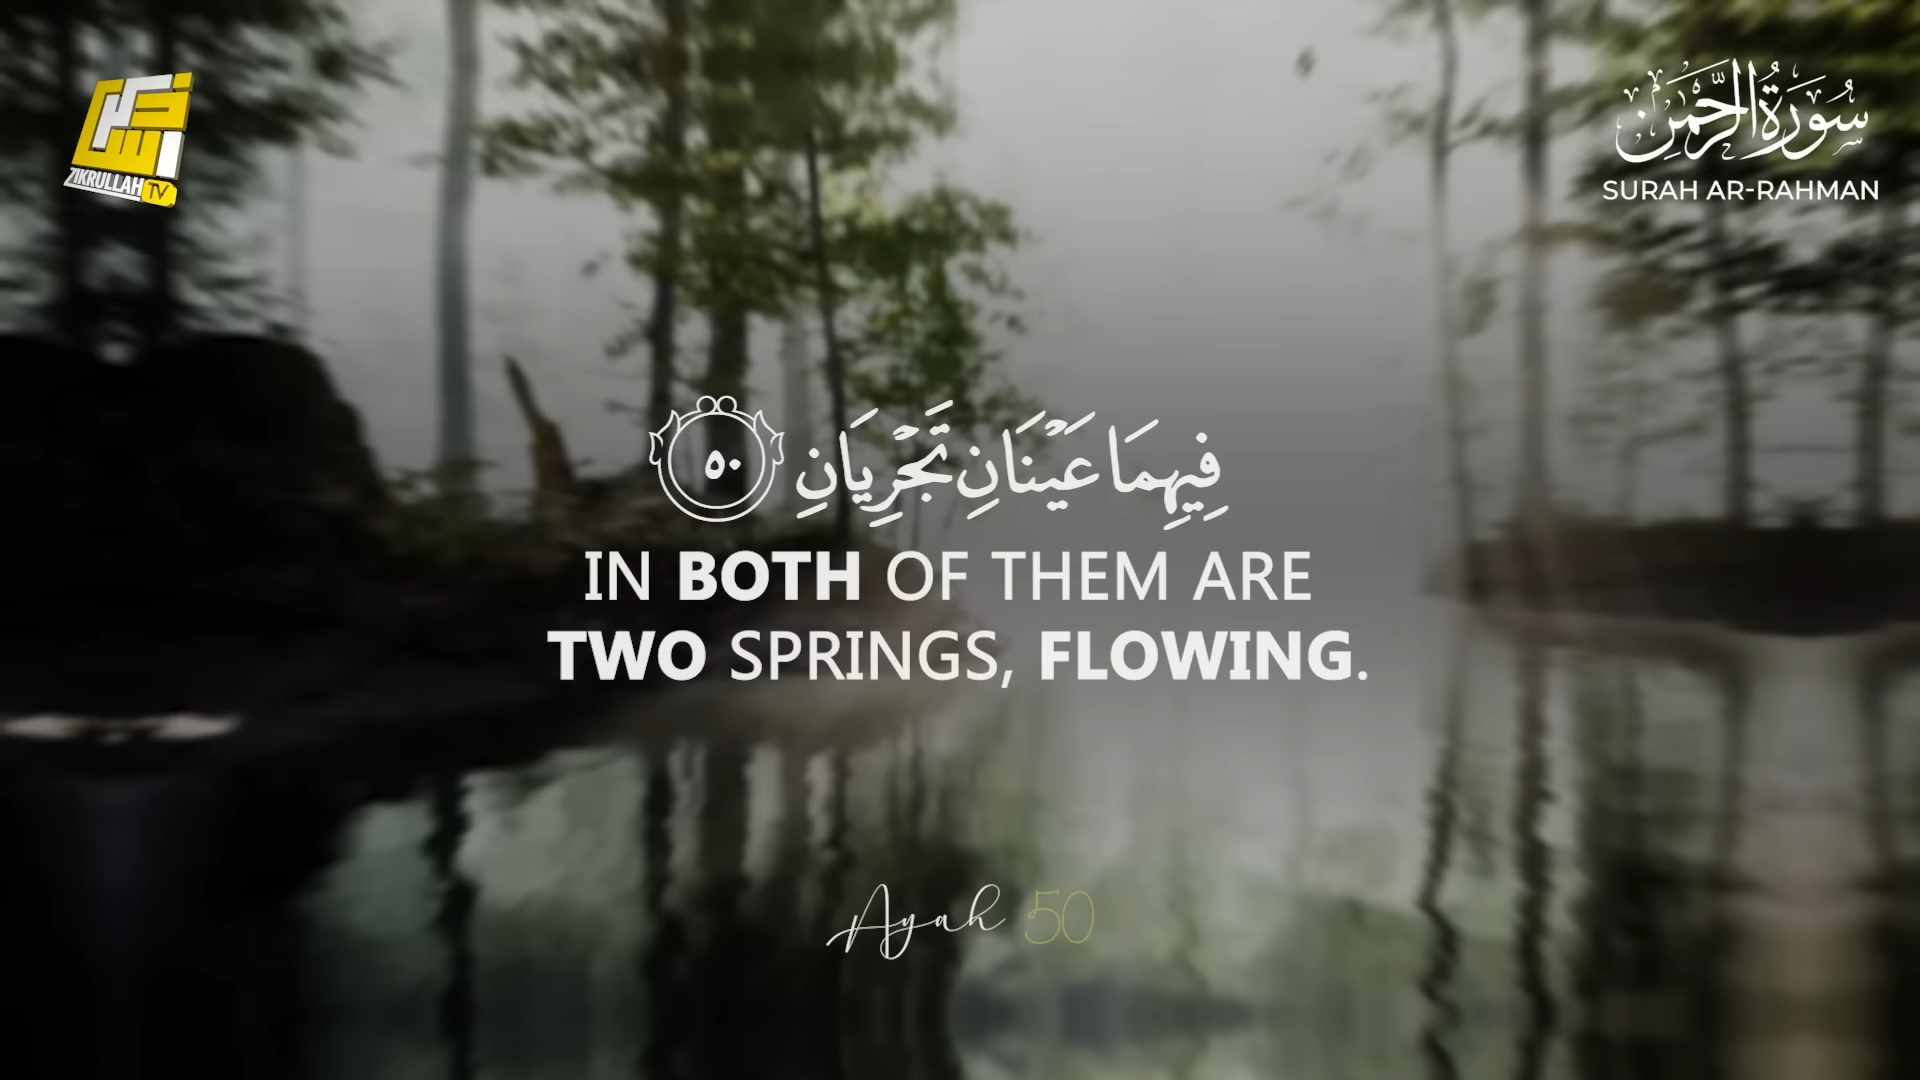 ZIKRULLAH TV
سُورَةُ الرَّحْمَٰن
SURAH AR-RAHMAN
فِيهِمَا عَيْنَانِ تَجْرِيَانِ ٥٠
IN BOTH OF THEM ARE
TWO SPRINGS, FLOWING.
Ayah 50